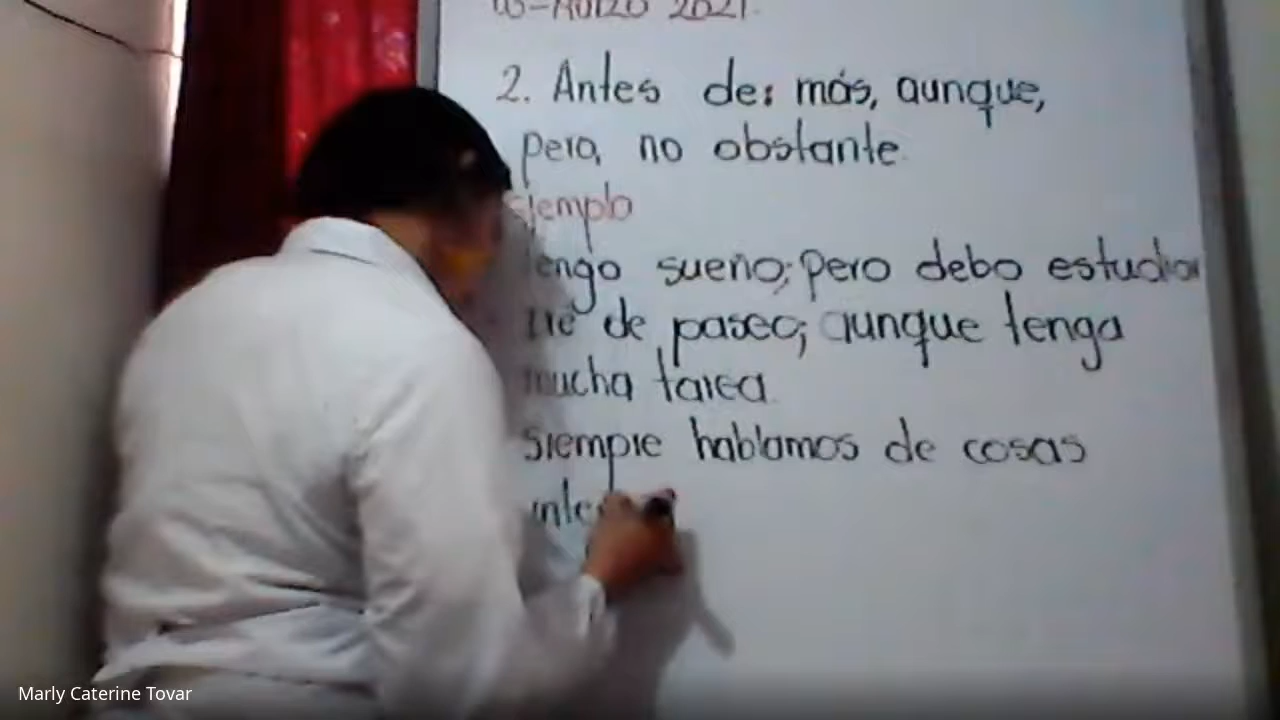 2021.
2. Antes de: más, aunque,
pero, no obstante.
Ejemplo
Tengo sueño; pero debo estudiar
de paseo; aunque tenga
mucha tarea.
Siempre hablamos de cosas
Marly Caterine Tovar